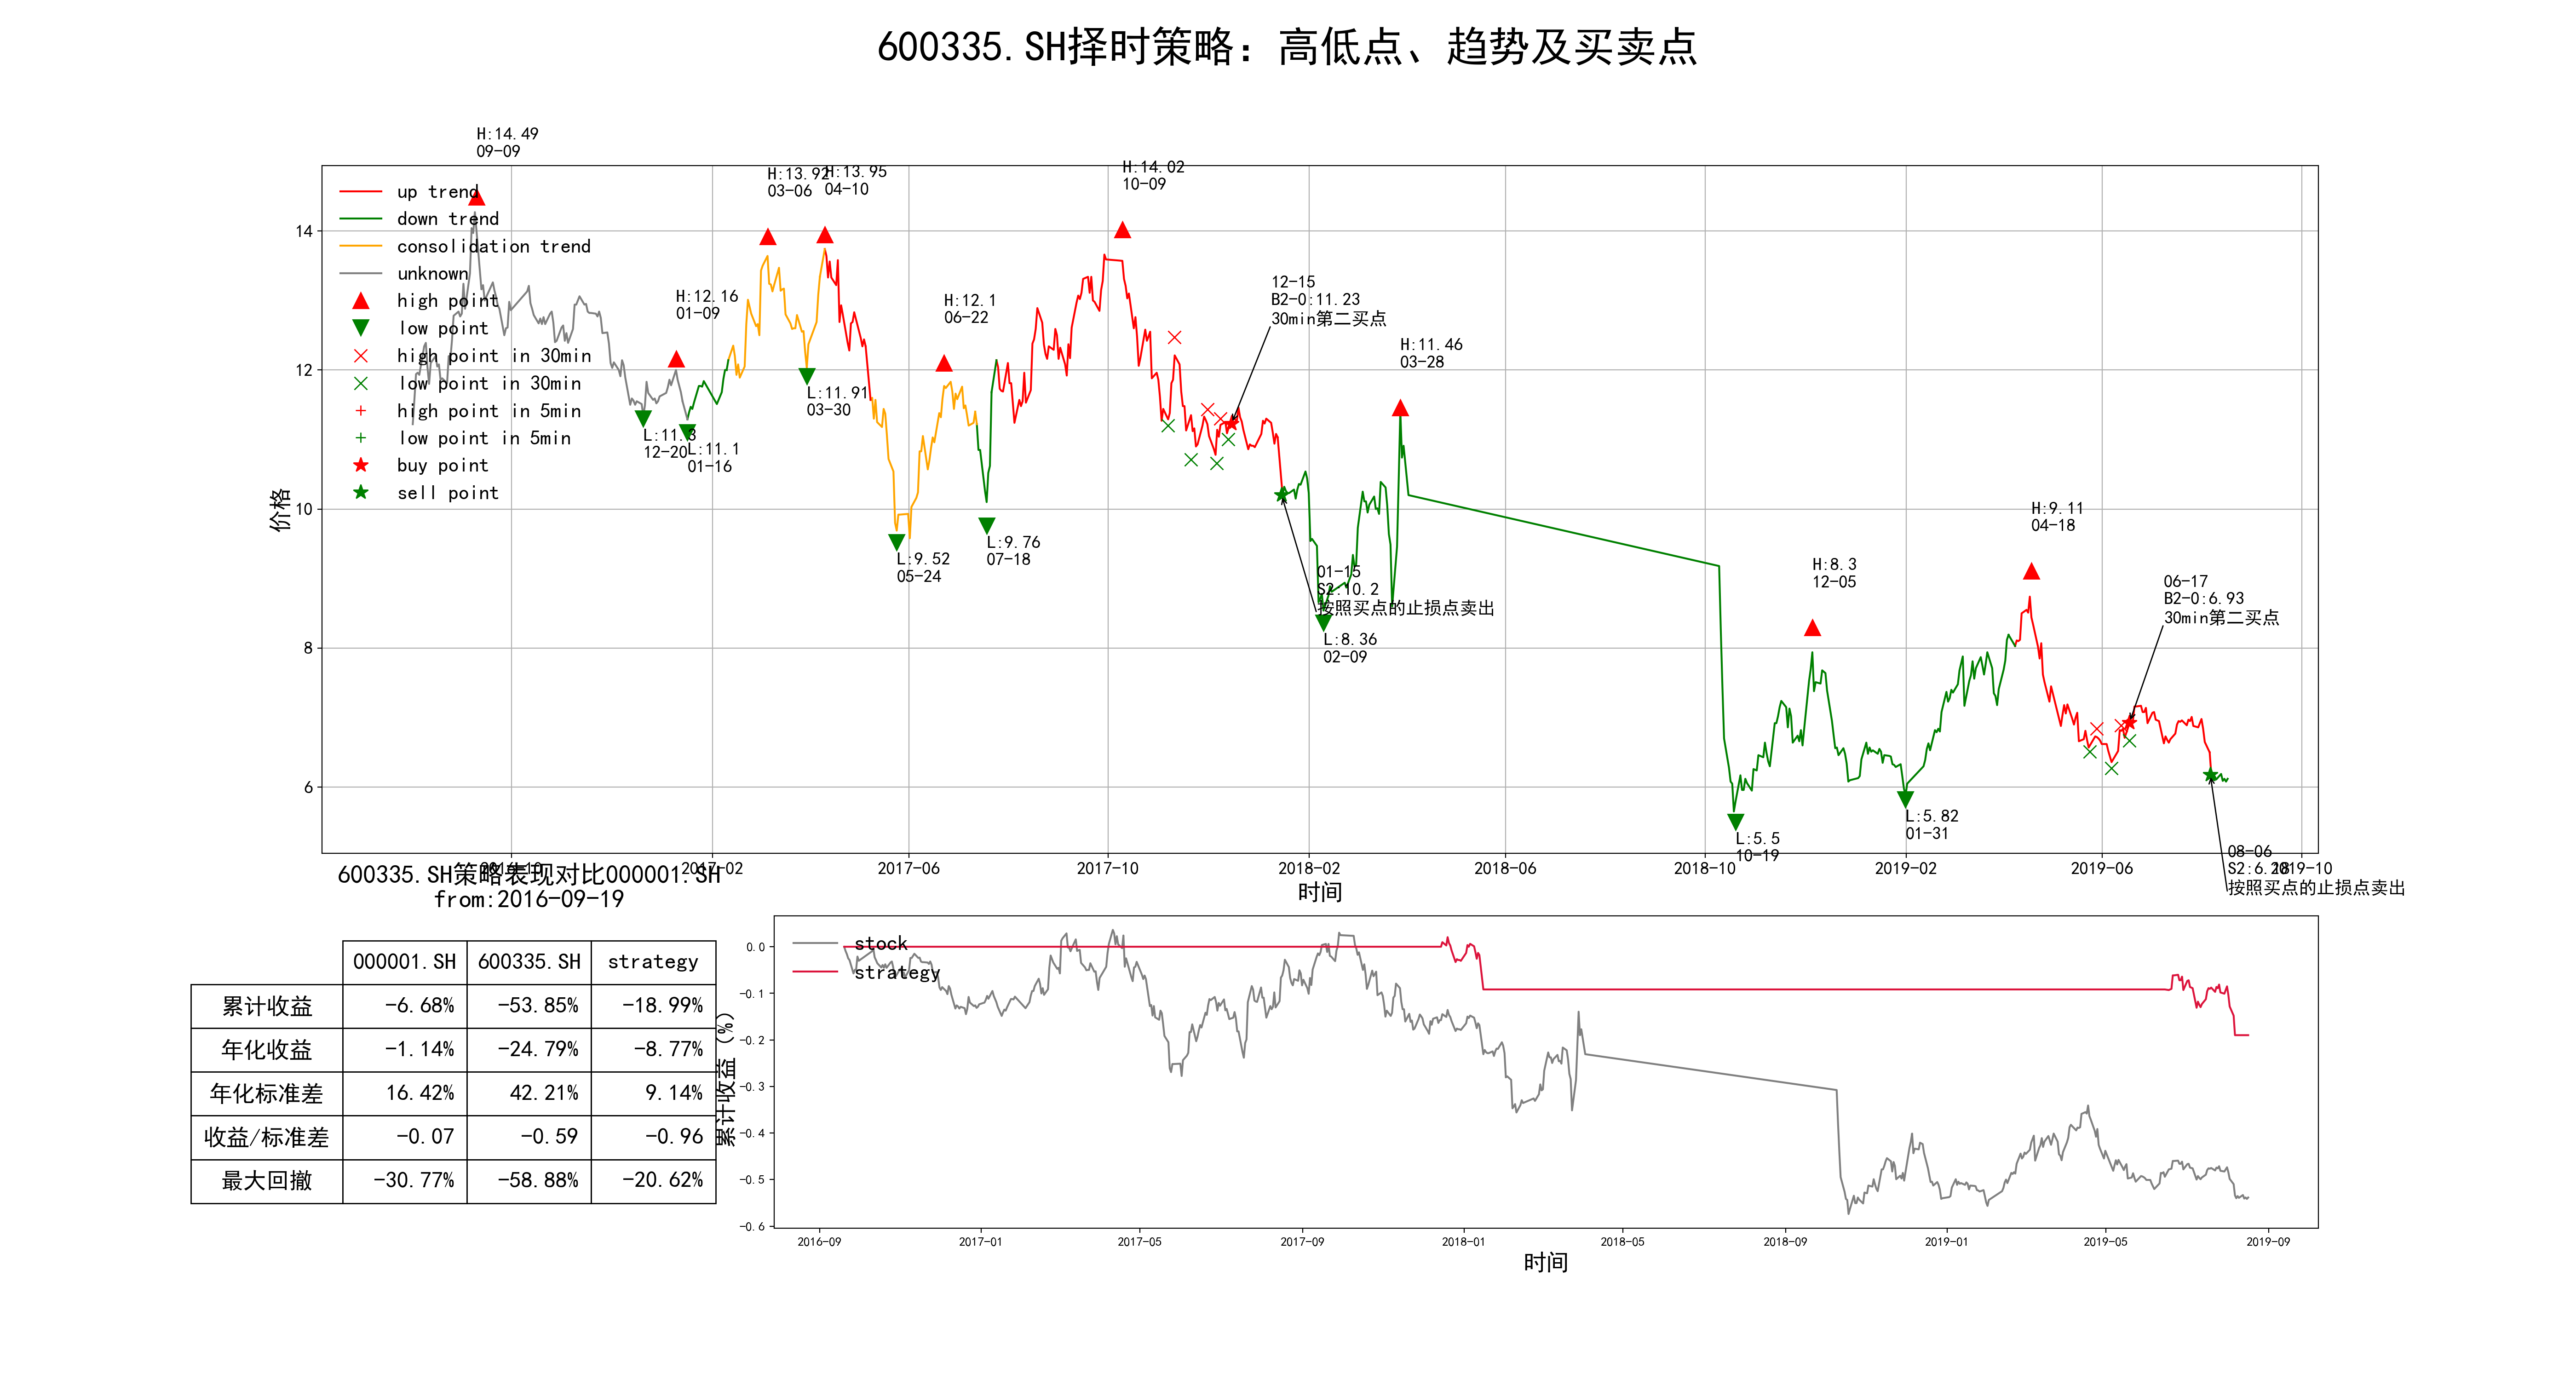 600335.SH择时策略：高低点、趋势及买卖点
H:14.49
09-09
H:13.92
03-06
H:13.95
04-10
H:14.02
10-09
up trend
down trend
consolidation trend
unknown
high point
low point
high point in 30min
low point in 30min
high point in 5min
low point in 5min
buy point
sell point
H:12.16
01-09
H:12.1
06-22
12-15
B2-0:11.23
30min第二买点
H:11.46
03-28
L:11.3
12-20
L:11.1
01-16
L:11.91
03-30
L:9.52
05-24
L:9.76
07-18
01-15
S2:10.2
按照买点的止损点卖出
L:8.36
02-09
H:8.3
12-05
H:9.11
04-18
06-17
B2-0:6.93
30min第二买点
L:5.5
10-19
L:5.82
01-31
08-06
按照买点的止损点卖出
价格
14
12
10
8
6
2016-10
2017-02
2017-06
2017-10
2018-02
2018-06
2018-10
2019-02
2019-06
2019-10
时间
600335.SH策略表现对比000001.SH
from:2016-09-19
000001.SH 600335.SH strategy
累计收益 -6.68% -53.85% -18.99%
年化收益 -1.14% -24.79% -8.77%
年化标准差 16.42% 42.21% 9.14%
收益/标准差 -0.07 -0.59 -0.96
最大回撤 -30.77% -58.88% -20.62%
累计收益（%）
stock
strategy
0.0
-0.1
-0.2
-0.3
-0.4
-0.5
-0.6
2016-09
2017-01
2017-05
2017-09
2018-01
2018-05
2018-09
2019-01
2019-05
2019-09
时间